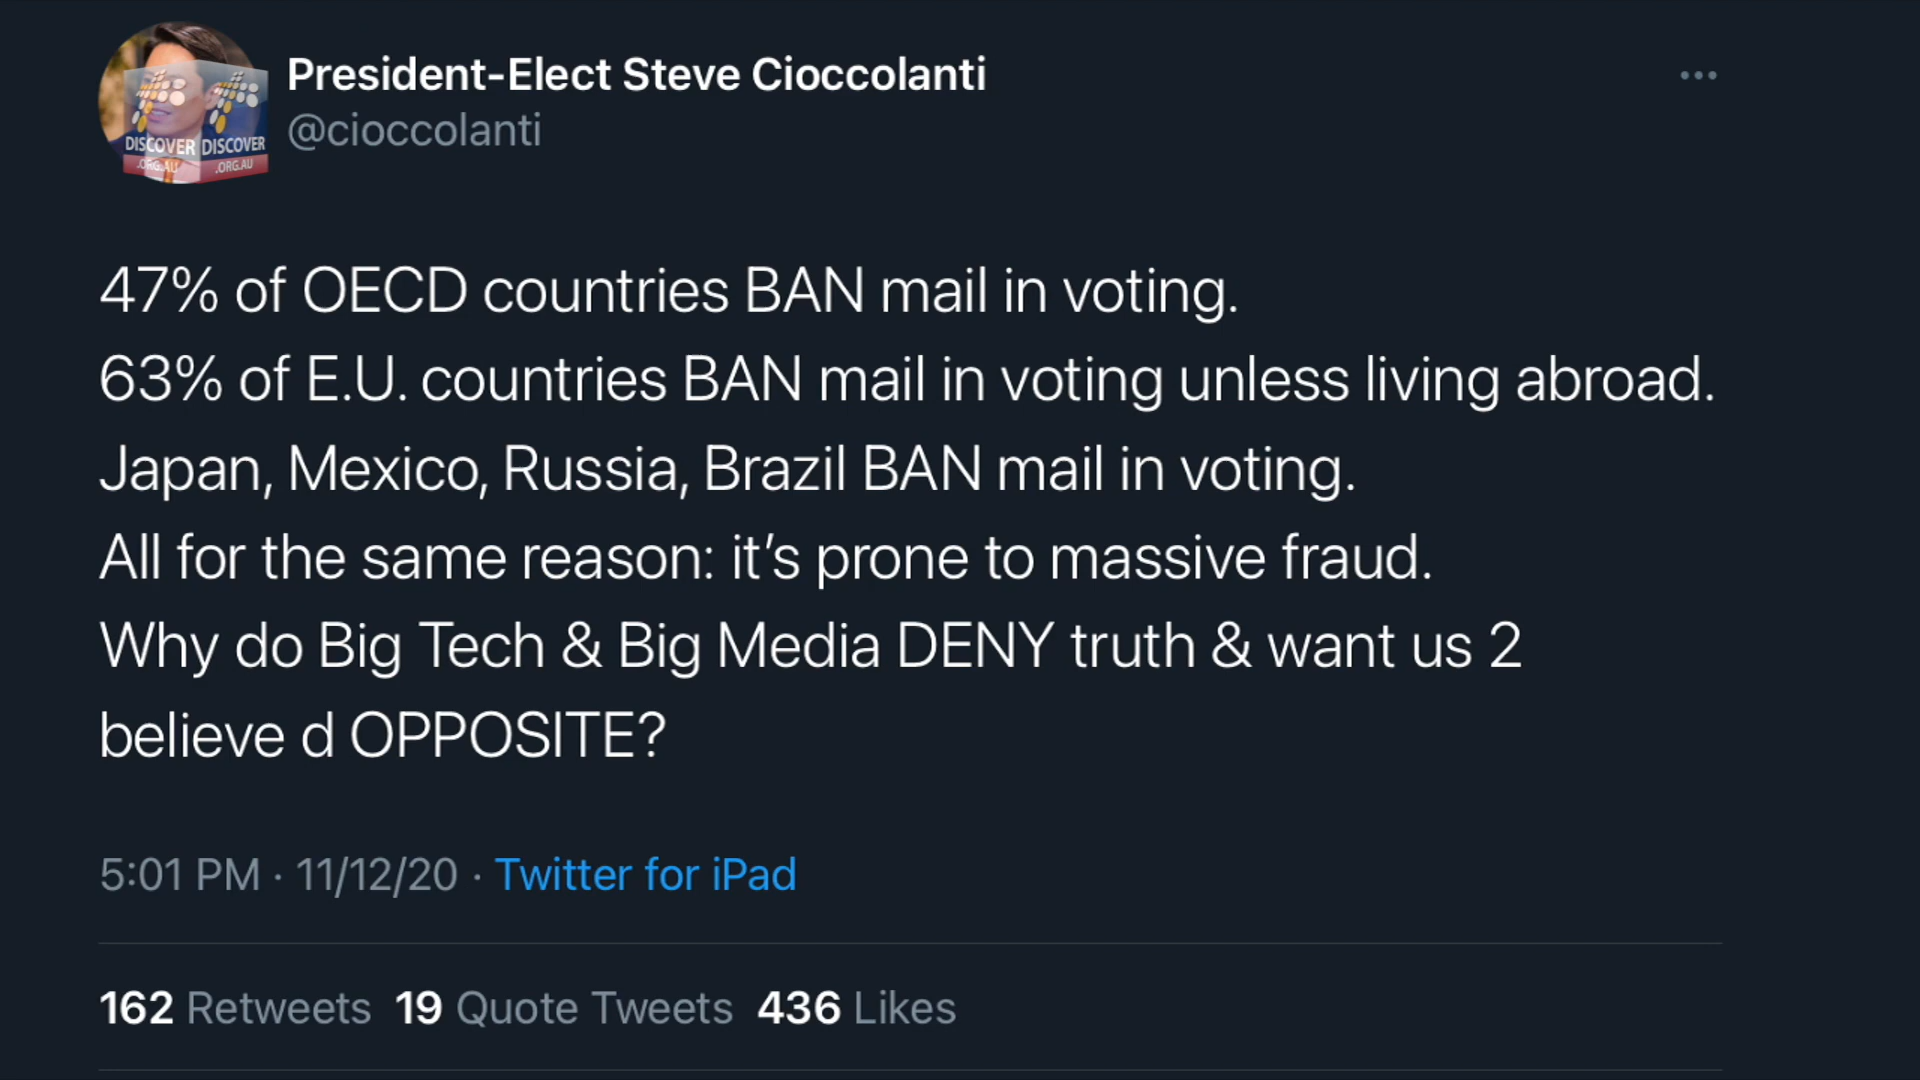 President-Elect Steve Cioccolanti
@cioccolanti
DISCOVER DISCOVER
.ORG.AU .ORG.AU
47% of OECD countries BAN mail in voting.
63% of E.U. countries BAN mail in voting unless living abroad.
Japan, Mexico, Russia, Brazil BAN mail in voting.
All for the same reason: it’s prone to massive fraud.
Why do Big Tech & Big Media DENY truth & want us 2
believe d OPPOSITE?
5:01 PM · 11/12/20 · Twitter for iPad
162 Retweets 19 Quote Tweets 436 Likes